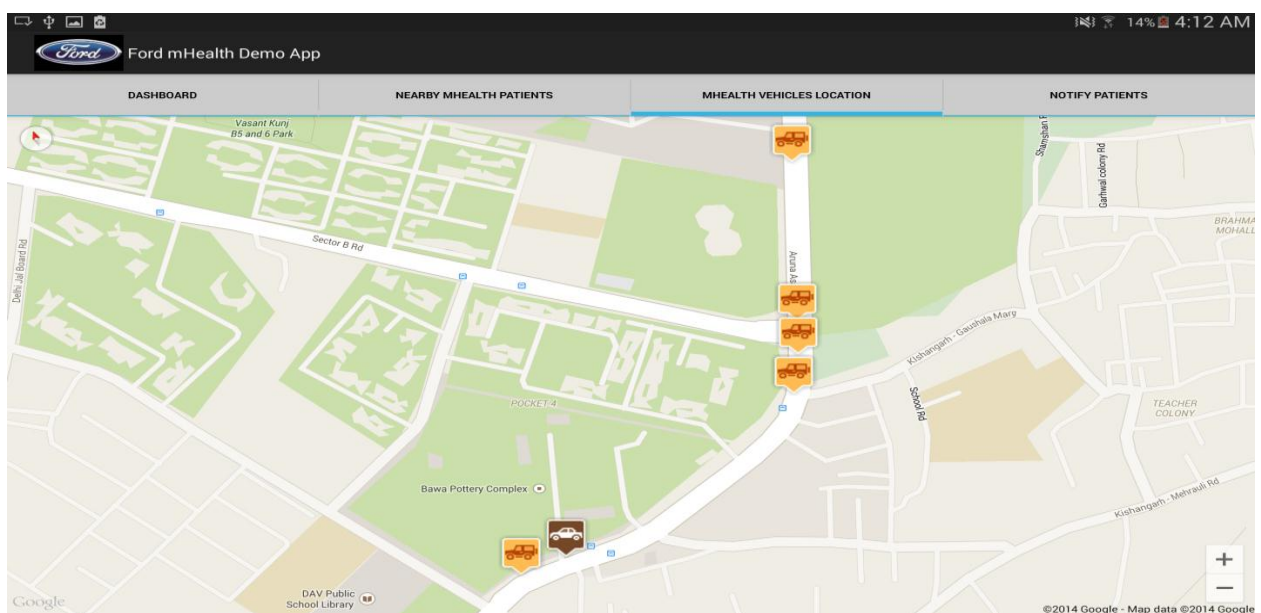 14% 4:12 AM
Ford
Ford mHealth Demo App
DASHBOARD
NEARBY MHEALTH PATIENTS
MHEALTH VEHICLES LOCATION
NOTIFY PATIENTS
Vasant Kunj
B5 and 6 Park
Garhwal colony Rd
BRAHMA
MOHALL
Sector B Rd
Delhi Jal Board Rd
Aruna As
Kishangarh - Gaushala Marg
School Rd
POCKET 4
TEACHER
COLONY
Bawa Pottery Complex
Kishangarh - Mehrauli Rd
DAV Public
School Library
+
−
Google
©2014 Google - Map data ©2014 Google